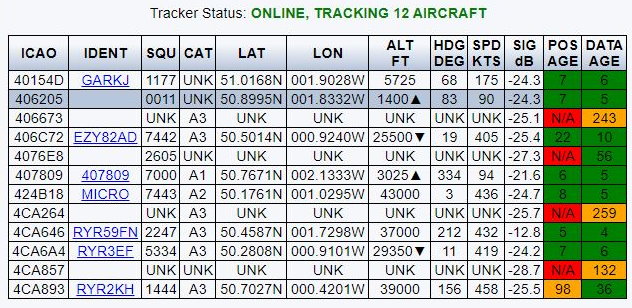 Tracker Status: ONLINE, TRACKING 12 AIRCRAFT
ICAO IDENT SQU CAT LAT LON ALT FT HDG DEG SPD KTS SIG dB POS AGE DATA AGE
40154D GARKJ 1177 UNK 51.0168N 001.9028W 5725 68 175 -24.3 7 6
406205 0011 UNK 50.8995N 001.8332W 1400▲ 83 90 -24.3 7 5
406673 UNK A3 UNK UNK UNK UNK UNK -25.1 N/A 243
406C72 EZY82AD 7442 A3 50.5014N 000.9240W 25500▼ 19 405 -25.4 22 10
4076E8 2605 UNK UNK UNK UNK UNK UNK -27.3 N/A 56
407809 407809 7000 A1 50.7671N 002.1333W 3025▲ 334 94 -21.6 6 5
424B18 MICRO 7443 A2 50.1761N 001.0295W 43000 3 436 -24.7 8 5
4CA264 UNK A3 UNK UNK UNK UNK UNK -25.7 N/A 259
4CA646 RYR59FN 2247 A3 50.4587N 001.7298W 37000 212 432 -12.8 5 4
4CA6A4 RYR3EF 5334 A3 50.2808N 000.9101W 29350▼ 11 419 -24.2 7 6
4CA857 UNK A3 UNK UNK UNK UNK UNK -28.7 N/A 132
4CA893 RYR2KH 1444 A3 50.7027N 000.4201W 39000 156 458 -25.5 98 36